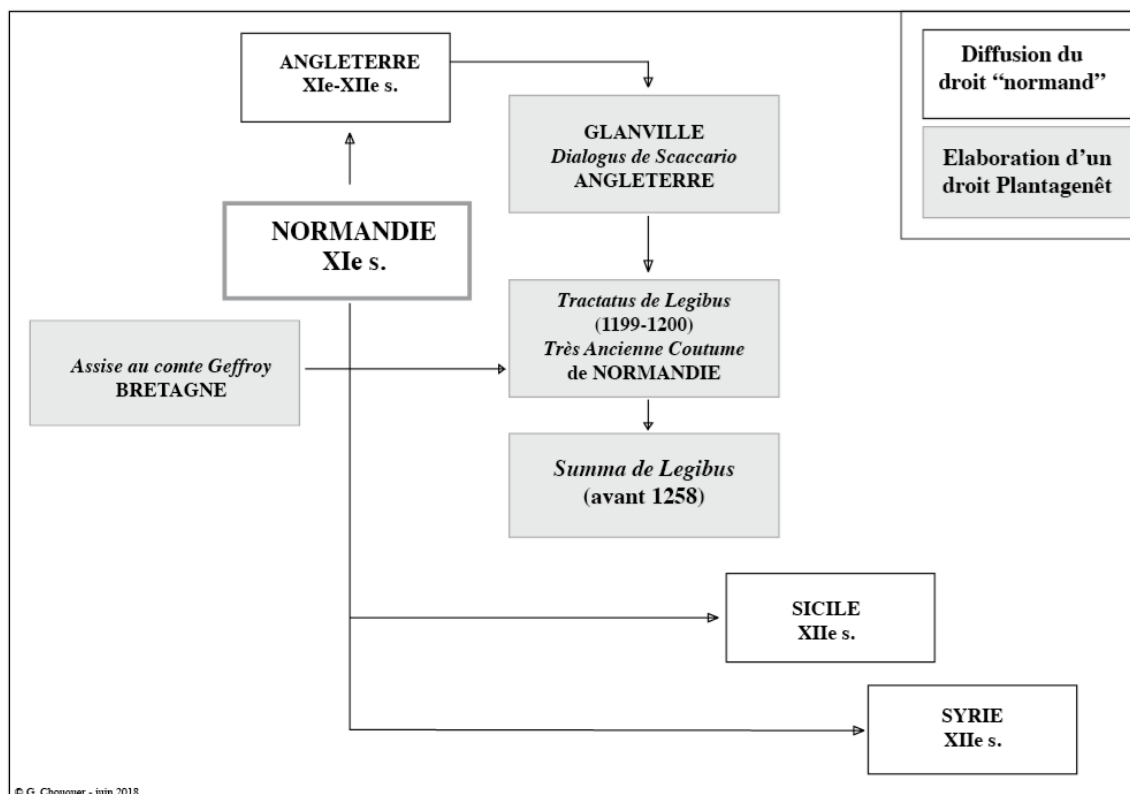 ANGLETERRE
XIe-XIIe s.
Diffusion du
droit “normand”
GLANVILLE
Dialogus de Scaccario
ANGLETERRE
Elaboration d’un
droit Plantagenêt
NORMANDIE
XIe s.
Tractatus de Legibus
(1199-1200)
Très Ancienne Coutume
de NORMANDIE
Assise au comte Geffroy
BRETAGNE
Summa de Legibus
(avant 1258)
SICILE
XIIe s.
SYRIE
XIIe s.
© G. Chouquer - juin 2018